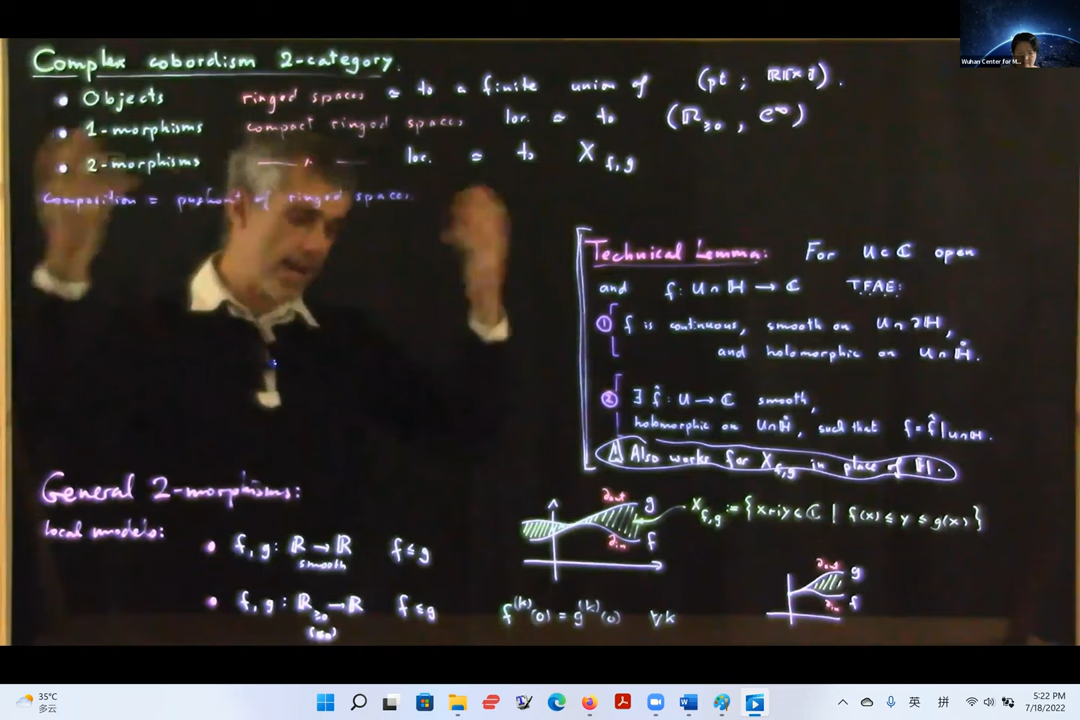 Complex cobordism 2-category.
• Objects ringed spaces ≃ to a finite union of (pt ; ℝ[[x]]).
• 1-morphisms compact ringed spaces loc. ≃ to (ℝ≥0, C^∞)
• 2-morphisms —— " —— loc. ≃ to X_f,g
Composition = pushout of ringed spaces.
Technical Lemma: For U⊂ℂ open
and f: U∩ℍ → ℂ TFAE:
① f is continuous, smooth on U∩∂ℍ,
and holomorphic on U∩ℍ̊.
② ∃ f̂: U → ℂ smooth,
holomorphic on U∩ℍ̊, such that f=f̂|U∩ℍ.
⚠ Also works for X_f,g in place of ℍ.
General 2-morphisms:
local models:
• f, g: ℝ → ℝ smooth f ≤ g
∂out g
∂in f
X_f,g := {x+iy ∈ ℂ | f(x) ≤ y ≤ g(x)}
• f, g: ℝ≥0 → ℝ f ≤ g
f^(k)(0) = g^(k)(0) ∀k
∂out g
∂in f
Wuhan Center for M...
35°C
多云
英
拼
5:22 PM
7/18/2022